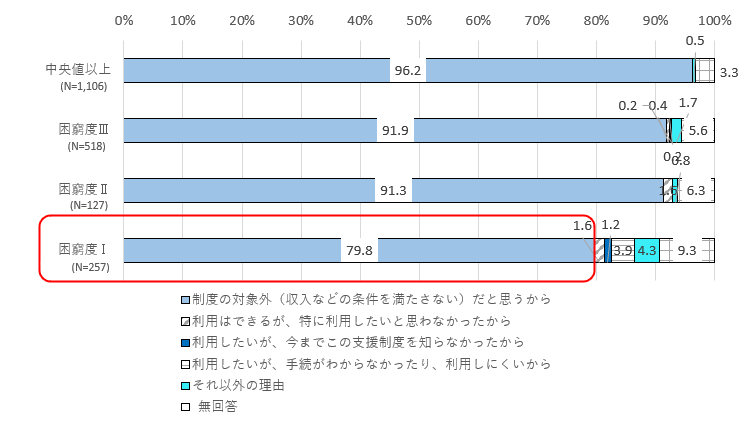 0% 10% 20% 30% 40% 50% 60% 70% 80% 90% 100%
0.5
中央値以上 96.2 3.3
(N=1,106)
0.2 0.4 1.7
困窮度Ⅲ 91.9 5.6
(N=518)
0.8
困窮度Ⅱ 91.3 1.6 6.3
(N=127)
1.6 1.2
困窮度Ⅰ 79.8 3.9 4.3 9.3
(N=257)
制度の対象外（収入などの条件を満たさない）だと思うから
利用はできるが、特に利用したいと思わなかったから
利用したいが、今までこの支援制度を知らなかったから
利用したいが、手続がわからなかったり、利用しにくいから
それ以外の理由
無回答